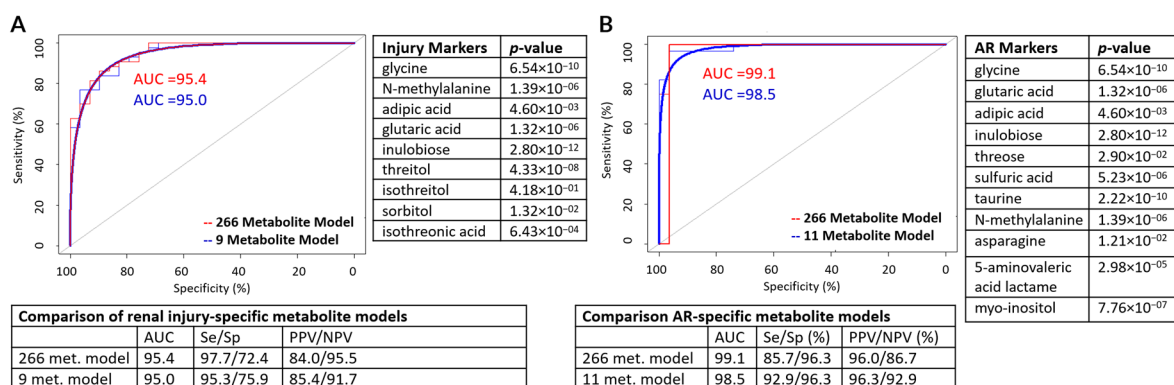 A
Sensitivity (%)
100
80
60
40
20
0
AUC =95.4
AUC =95.0
-- 266 Metabolite Model
-- 9 Metabolite Model
100 80 60 40 20 0
Specificity (%)
Injury Markers p-value
glycine 6.54×10⁻¹⁰
N-methylalanine 1.39×10⁻⁰⁶
adipic acid 4.60×10⁻⁰³
glutaric acid 1.32×10⁻⁰⁶
inulobiose 2.80×10⁻¹²
threitol 4.33×10⁻⁰⁸
isothreitol 4.18×10⁻⁰¹
sorbitol 1.32×10⁻⁰²
isothreonic acid 6.43×10⁻⁰⁴
Comparison of renal injury-specific metabolite models
AUC Se/Sp PPV/NPV
266 met. model 95.4 97.7/72.4 84.0/95.5
9 met. model 95.0 95.3/75.9 85.4/91.7
B
Sensitivity (%)
100
80
60
40
20
0
AUC =99.1
AUC =98.5
-- 266 Metabolite Model
-- 11 Metabolite Model
100 80 60 40 20 0
Specificity (%)
AR Markers p-value
glycine 6.54×10⁻¹⁰
glutaric acid 1.32×10⁻⁰⁶
adipic acid 4.60×10⁻⁰³
inulobiose 2.80×10⁻¹²
threose 2.90×10⁻⁰²
sulfuric acid 5.23×10⁻⁰⁶
taurine 2.22×10⁻¹⁰
N-methylalanine 1.39×10⁻⁰⁶
asparagine 1.21×10⁻⁰²
5-aminovaleric
acid lactame 2.98×10⁻⁰⁵
myo-inositol 7.76×10⁻⁰⁷
Comparison AR-specific metabolite models
AUC Se/Sp (%) PPV/NPV (%)
266 met. model 99.1 85.7/96.3 96.0/86.7
11 met. model 98.5 92.9/96.3 96.3/92.9